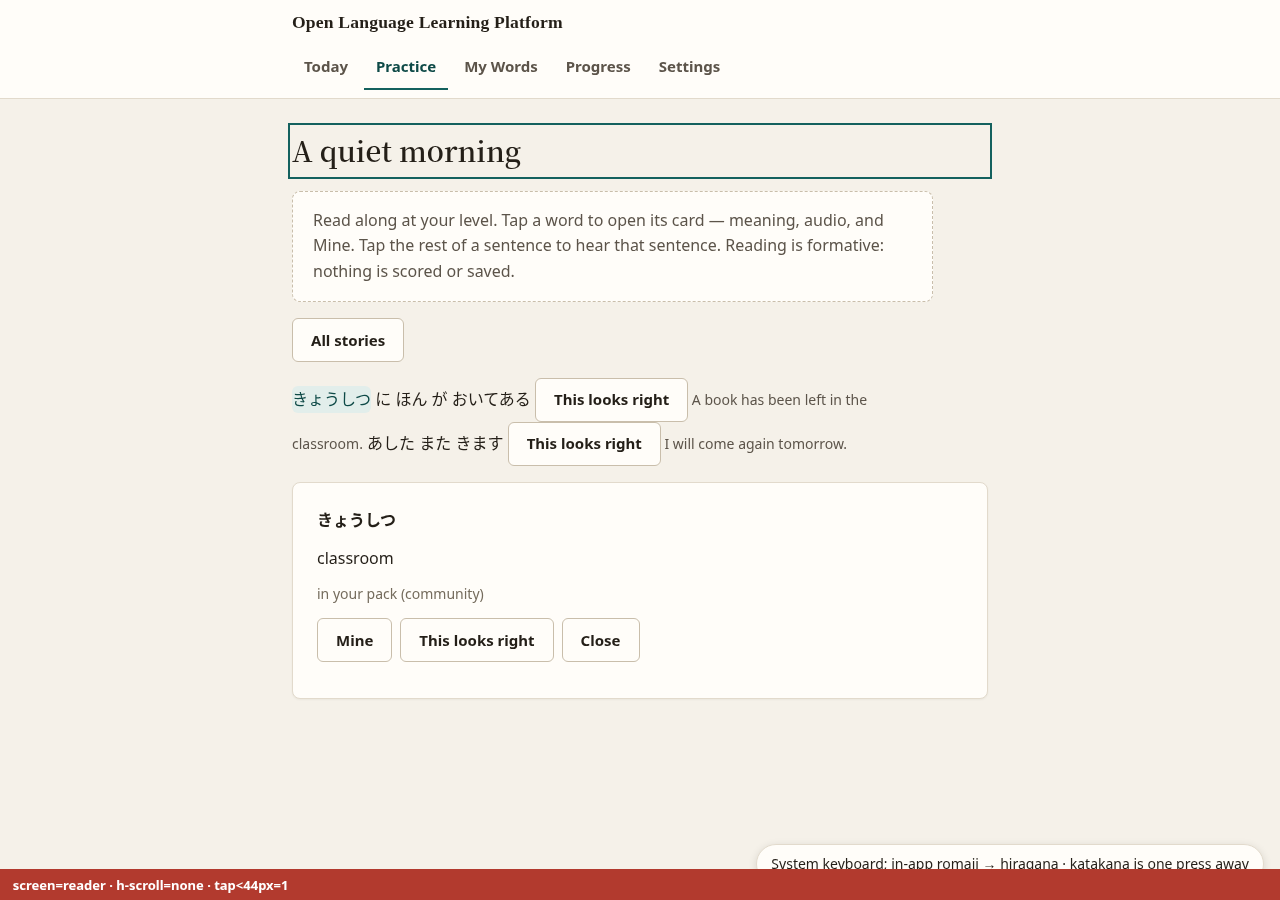 Open Language Learning Platform
Today Practice My Words Progress Settings
A quiet morning
Read along at your level. Tap a word to open its card — meaning, audio, and
Mine. Tap the rest of a sentence to hear that sentence. Reading is formative:
nothing is scored or saved.
All stories
きょうしつ に ほん が おいてある This looks right A book has been left in the
classroom. あした また きます This looks right I will come again tomorrow.
きょうしつ
classroom
in your pack (community)
Mine This looks right Close
System keyboard: in-app romaji → hiragana · katakana is one press away
screen=reader · h-scroll=none · tap<44px=1